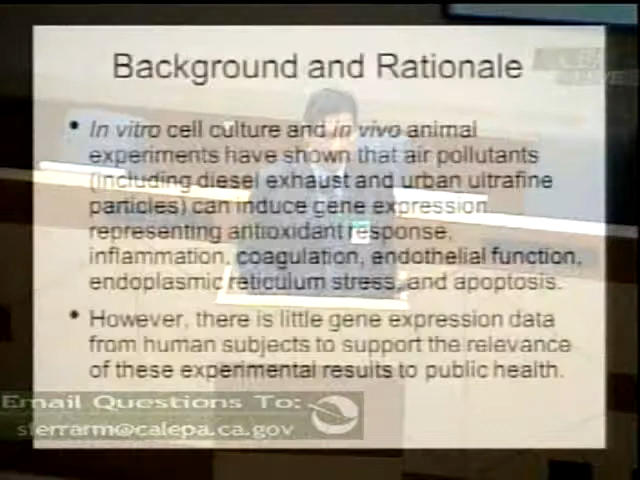 Background and Rationale
• In vitro cell culture and in vivo animal
experiments have shown that air pollutants
(including diesel exhaust and urban ultrafine
particles) can induce gene expression
representing antioxidant response,
inflammation, coagulation, endothelial function,
endoplasmic reticulum stress, and apoptosis.
• However, there is little gene expression data
from human subjects to support the relevance
of these experimental results to public health.
Email Questions To:
sierrarm@calepa.ca.gov